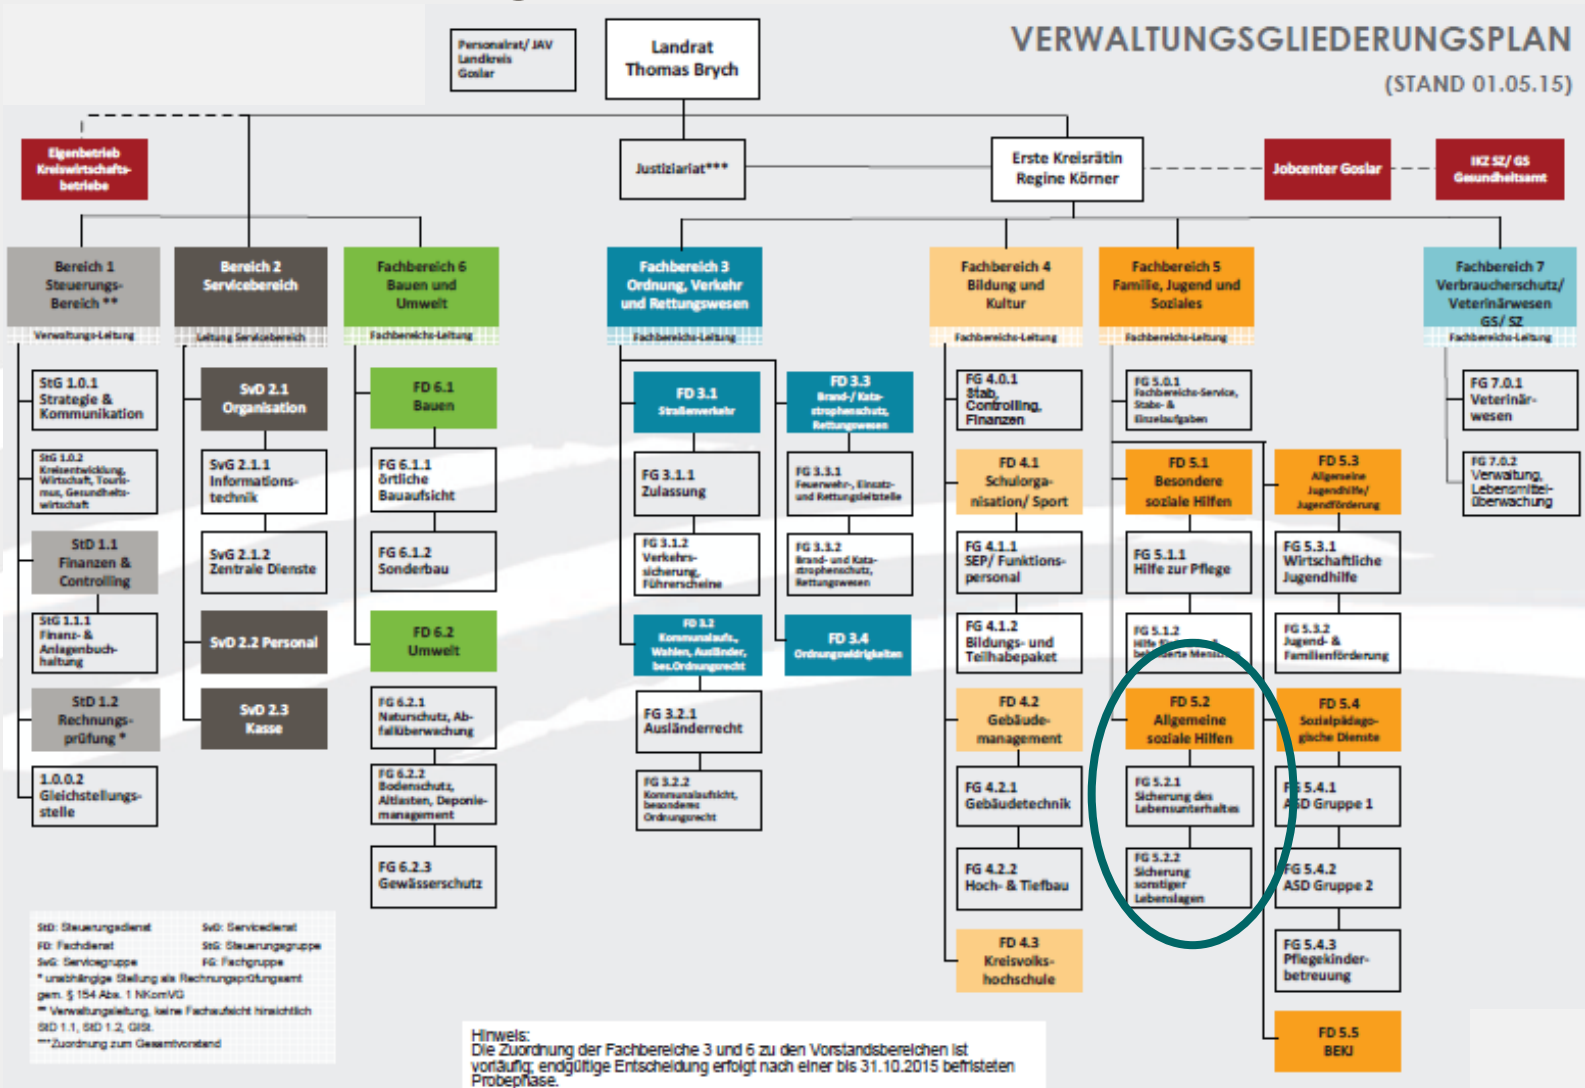 VERWALTUNGSGLIEDERUNGSPLAN
(STAND 01.05.15)
Personalrat/ JAV
Landkreis
Goslar
Landrat
Thomas Brych
Eigenbetrieb
Kreiswirtschafts-
betriebe
Justiziariat***
Erste Kreisrätin
Regine Körner
Jobcenter Goslar
IKZ SZ/ GS
Gesundheitsamt
Bereich 1
Steuerungs-
Bereich **
Verwaltungs-Leitung
StG 1.0.1
Strategie &
Kommunikation
StG 1.0.2
Kreisentwicklung,
Wirtschaft, Touris-
mus, Gesundheits-
wirtschaft
StD 1.1
Finanzen &
Controlling
StG 1.1.1
Finanz- &
Anlagenbuch-
haltung
StD 1.2
Rechnungs-
prüfung *
1.0.0.2
Gleichstellungs-
stelle
Bereich 2
Servicebereich
Leitung Servicebereich
SvD 2.1
Organisation
SvG 2.1.1
Informations-
technik
SvG 2.1.2
Zentrale Dienste
SvD 2.2 Personal
SvD 2.3
Kasse
Fachbereich 6
Bauen und
Umwelt
Fachbereichs-Leitung
FD 6.1
Bauen
FG 6.1.1
örtliche
Bauaufsicht
FG 6.1.2
Sonderbau
FD 6.2
Umwelt
FG 6.2.1
Naturschutz, Ab-
fallüberwachung
FG 6.2.2
Bodenschutz,
Altlasten, Deponie-
management
FG 6.2.3
Gewässerschutz
Fachbereich 3
Ordnung, Verkehr
und Rettungswesen
Fachbereichs-Leitung
FD 3.1
Straßenverkehr
FG 3.1.1
Zulassung
FG 3.1.2
Verkehrs-
sicherung,
Führerscheine
FD 3.2
Kommunalaufs.,
Wahlen, Ausländer,
bes.Ordnungsrecht
FG 3.2.1
Ausländerrecht
FG 3.2.2
Kommunalaufsicht,
besonderes
Ordnungsrecht
FD 3.3
Brand-/ Kata-
strophenschutz,
Rettungswesen
FG 3.3.1
Feuerwehr-, Einsatz-
und Rettungsleitstelle
FG 3.3.2
Brand- und Kata-
strophenschutz,
Rettungswesen
FD 3.4
Ordnungswidrigkeiten
Fachbereich 4
Bildung und
Kultur
Fachbereichs-Leitung
FG 4.0.1
Stab,
Controlling,
Finanzen
FD 4.1
Schulorga-
nisation/ Sport
FG 4.1.1
SEP/ Funktions-
personal
FG 4.1.2
Bildungs- und
Teilhabepaket
FD 4.2
Gebäude-
management
FG 4.2.1
Gebäudetechnik
FG 4.2.2
Hoch- & Tiefbau
FD 4.3
Kreisvolks-
hochschule
Fachbereich 5
Familie, Jugend und
Soziales
Fachbereichs-Leitung
FG 5.0.1
Fachbereichs-Service,
Stabs- &
Einzelaufgaben
FD 5.1
Besondere
soziale Hilfen
FG 5.1.1
Hilfe zur Pflege
FG 5.1.2
Hilfe
FD 5.2
Allgemeine
soziale Hilfen
FG 5.2.1
Sicherung des
Lebensunterhaltes
FG 5.2.2
Sicherung
sonstiger
Lebenslagen
FD 5.3
Allgemeine
Jugendhilfe/
Jugendförderung
FG 5.3.1
Wirtschaftliche
Jugendhilfe
FG 5.3.2
Jugend- &
Familienförderung
FD 5.4
Sozialpädago-
gische Dienste
FG 5.4.1
ASD Gruppe 1
FG 5.4.2
ASD Gruppe 2
FG 5.4.3
Pflegekinder-
betreuung
FD 5.5
BEKJ
Fachbereich 7
Verbraucherschutz/
Veterinärwesen
GS/ SZ
Fachbereichs-Leitung
FG 7.0.1
Veterinär-
wesen
FG 7.0.2
Verwaltung,
Lebensmittel-
überwachung
StD: Steuerungsdienst SvD: Servicedienst
FD: Fachdienst StG: Steuerungsgruppe
SvG: Servicegruppe FG: Fachgruppe
* unabhängige Stellung als Rechnungsprüfungsamt
gem. § 154 Abs. 1 NKomVG
** Verwaltungsleitung, keine Fachaufsicht hinsichtlich
StD 1.1, StD 1.2, GlSt.
***Zuordnung zum Gesamtvorstand
Hinweis:
Die Zuordnung der Fachbereiche 3 und 6 zu den Vorstandsbereichen ist
vorläufig; endgültige Entscheidung erfolgt nach einer bis 31.10.2015 befristeten
Probephase.